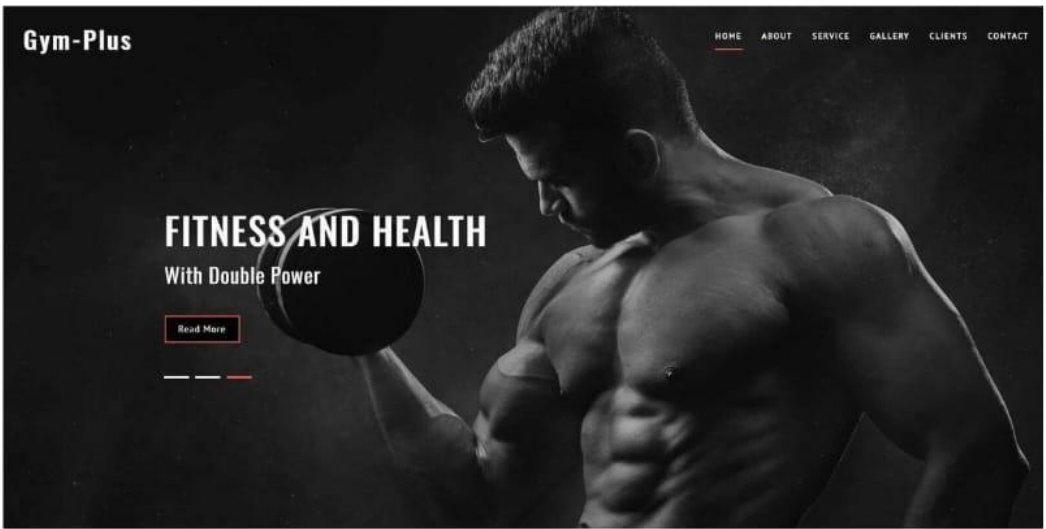 Gym-Plus
HOME ABOUT SERVICE GALLERY CLIENTS CONTACT
FITNESS AND HEALTH
With Double Power
Read More